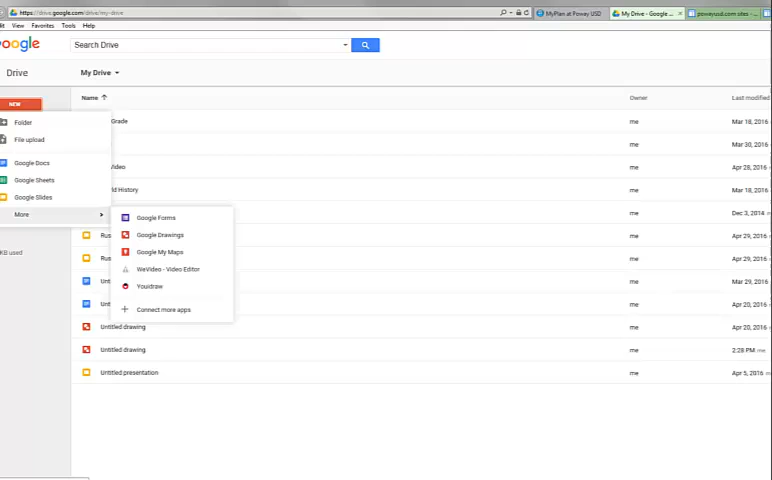 https://drive.google.com/drive/my-drive
MyPlan at Poway USD
My Drive - Google ...
powayusd.com sites - ...
View Favorites Tools Help
oogle
Search Drive
Drive
My Drive
NEW
Name
Owner
Last modified
Folder
Grade
me
Mar 18, 2016
File upload
me
Mar 30, 2016
Google Docs
Video
me
Apr 28, 2016
Google Sheets
ld History
me
Mar 18, 2016
Google Slides
More
Google Forms
me
Dec 3, 2014
Rus
Google Drawings
me
Apr 29, 2016
KB used
Rus
Google My Maps
me
Apr 29, 2016
WeVideo - Video Editor
Unt
Youidraw
me
Mar 29, 2016
Unt
Connect more apps
me
Apr 20, 2016
Untitled drawing
me
Apr 20, 2016
Untitled drawing
me
2:28 PM me
Untitled presentation
me
Apr 5, 2016